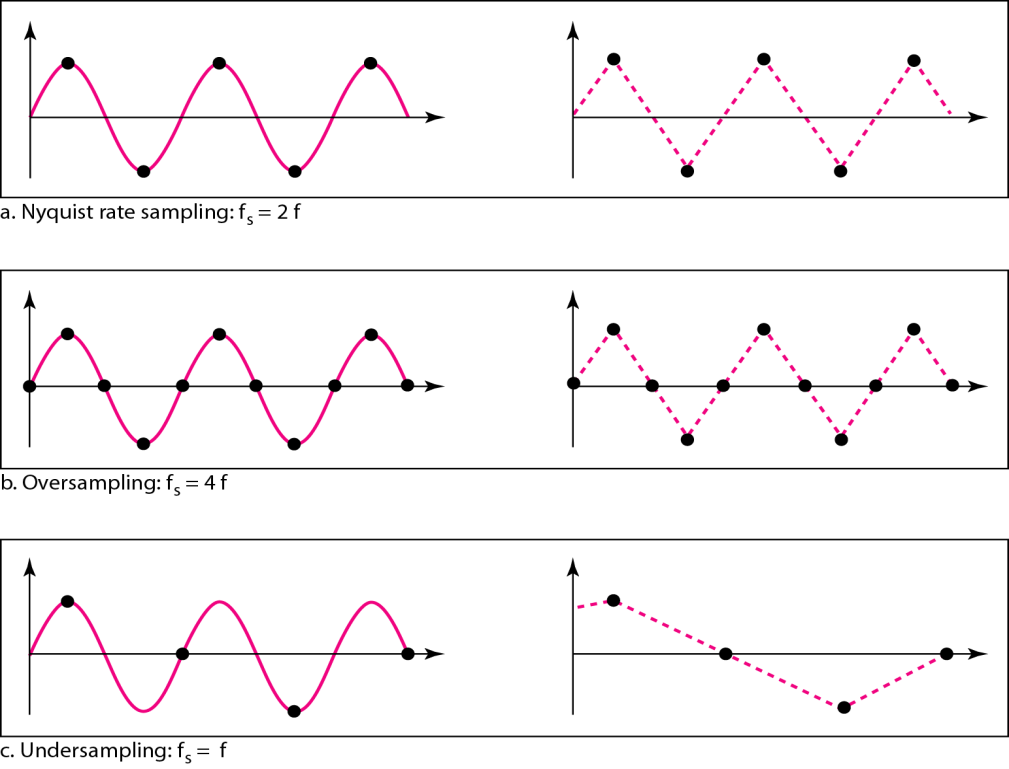 a. Nyquist rate sampling: fs = 2 f
b. Oversampling: fs = 4 f
c. Undersampling: fs = f